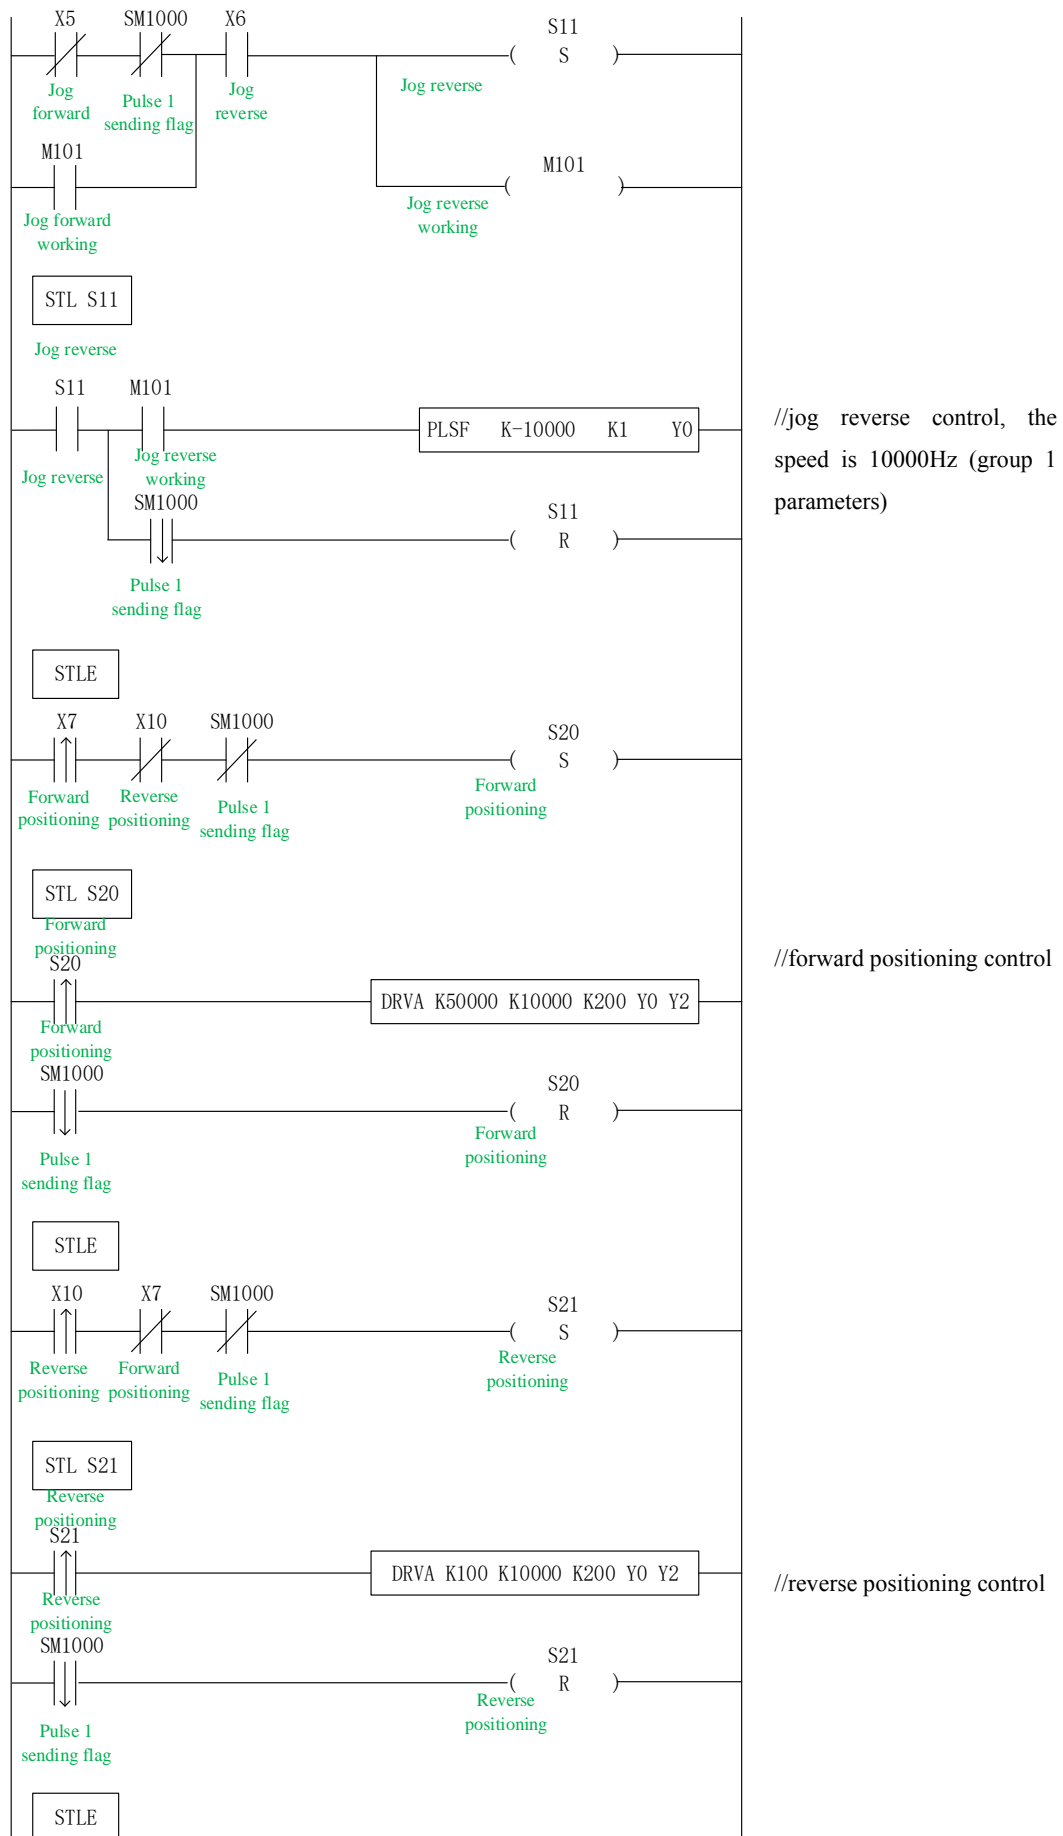 X5 SM1000 X6 S11
( S )
Jog forward
Pulse 1 sending flag
Jog reverse
Jog reverse
M101 M101
( )
Jog forward working
Jog reverse working
STL S11
Jog reverse
S11 M101
PLSF K-10000 K1 Y0
//jog reverse control, the
speed is 10000Hz (group 1
parameters)
Jog reverse
Jog reverse working
SM1000 S11
( R )
Pulse 1
sending flag
STLE
X7 X10 SM1000 S20
( S )
Forward positioning
Reverse positioning
Pulse 1 sending flag
Forward positioning
STL S20
Forward
positioning
//forward positioning control
S20
DRVA K50000 K10000 K200 Y0 Y2
Forward
positioning
SM1000 S20
( R )
Forward
positioning
Pulse 1
sending flag
STLE
X10 X7 SM1000 S21
( S )
Reverse positioning
Forward positioning
Pulse 1 sending flag
Reverse positioning
STL S21
Reverse
positioning
S21
DRVA K100 K10000 K200 Y0 Y2
//reverse positioning control
Reverse
positioning
SM1000 S21
( R )
Reverse
positioning
Pulse 1
sending flag
STLE